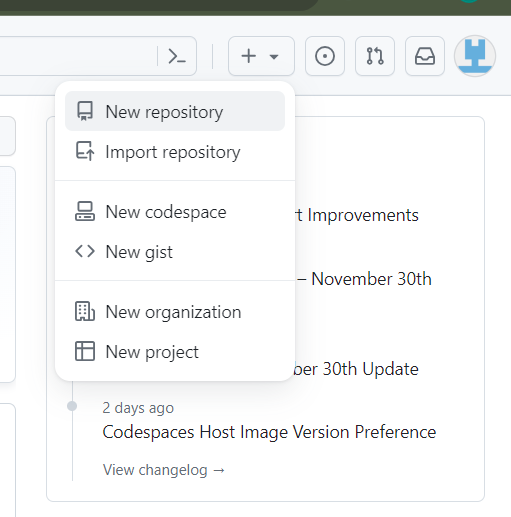 New repository
Import repository
New codespace
rt Improvements
New gist
– November 30th
New organization
New project
ber 30th Update
2 days ago
Codespaces Host Image Version Preference
View changelog →